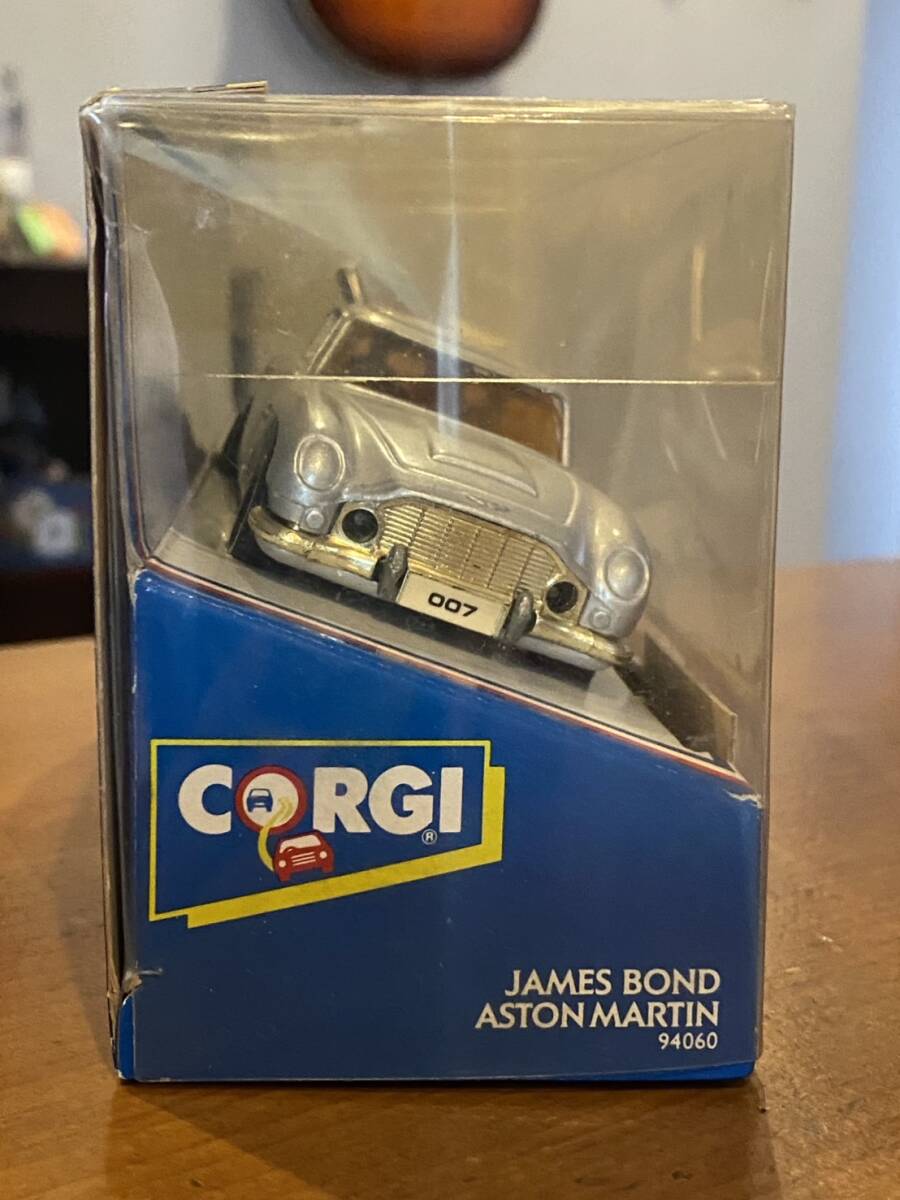 007
CORGI®
JAMES BOND
ASTON MARTIN
94060